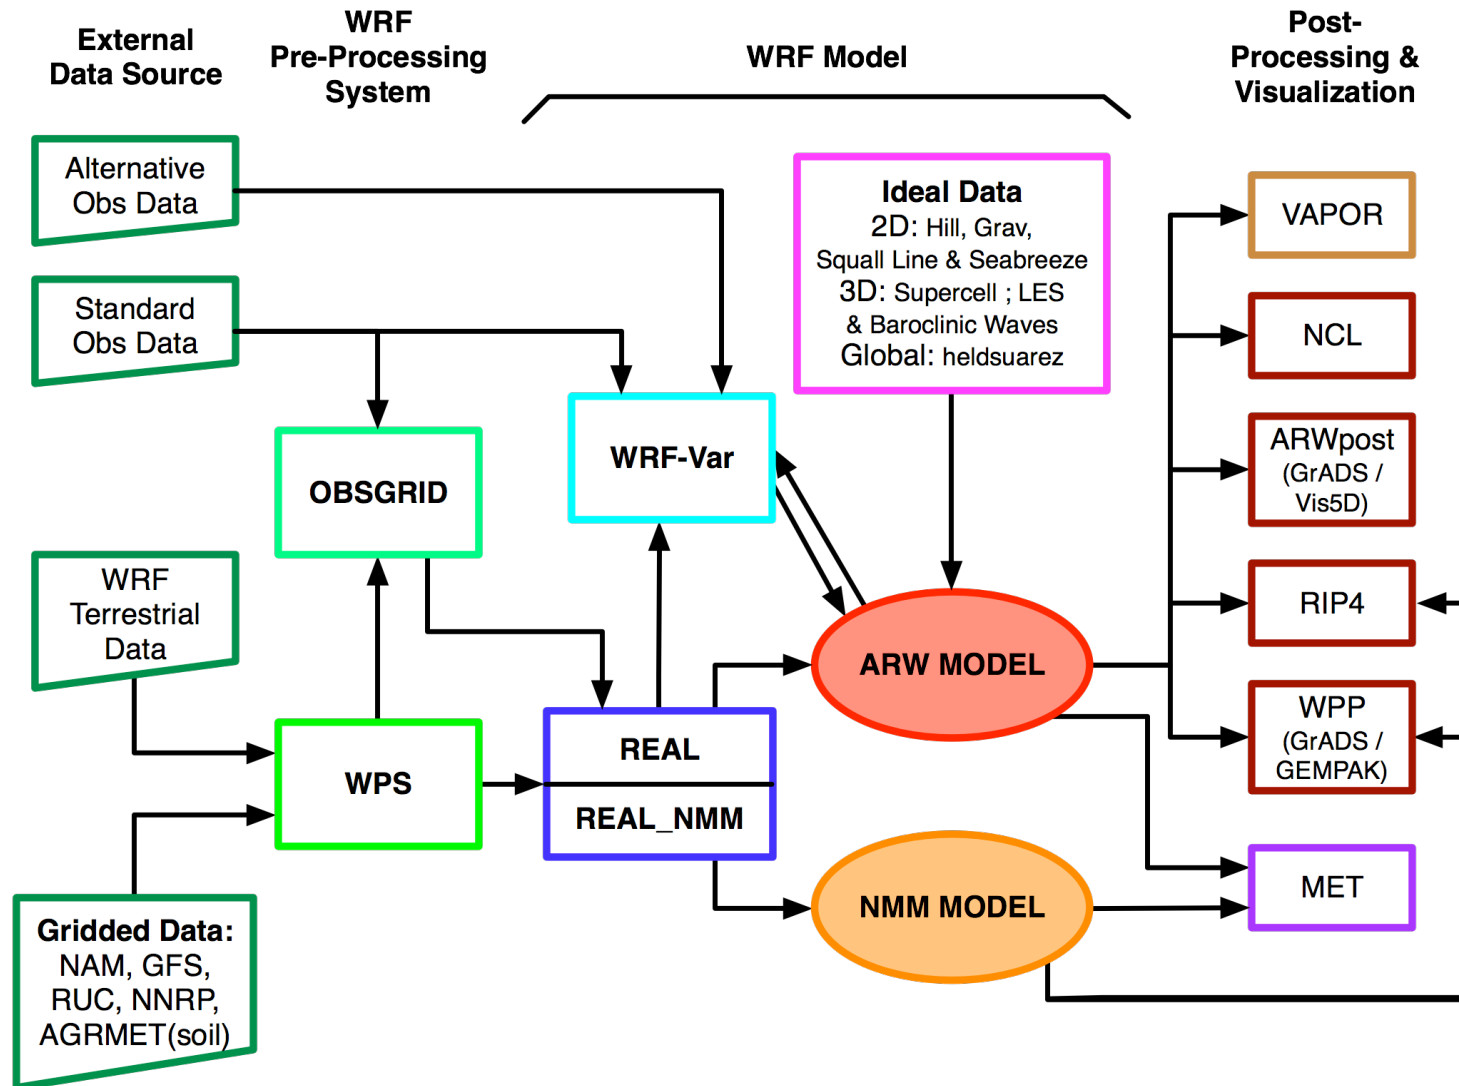 External
Data Source
WRF
Pre-Processing
System
WRF Model
Post-
Processing &
Visualization
Alternative
Obs Data
Standard
Obs Data
WRF
Terrestrial
Data
Gridded Data:
NAM, GFS,
RUC, NNRP,
AGRMET(soil)
OBSGRID
WPS
WRF-Var
REAL
REAL_NMM
Ideal Data
2D: Hill, Grav,
Squall Line & Seabreeze
3D: Supercell ; LES
& Baroclinic Waves
Global: heldsuarez
ARW MODEL
NMM MODEL
VAPOR
NCL
ARWpost
(GrADS /
Vis5D)
RIP4
WPP
(GrADS /
GEMPAK)
MET